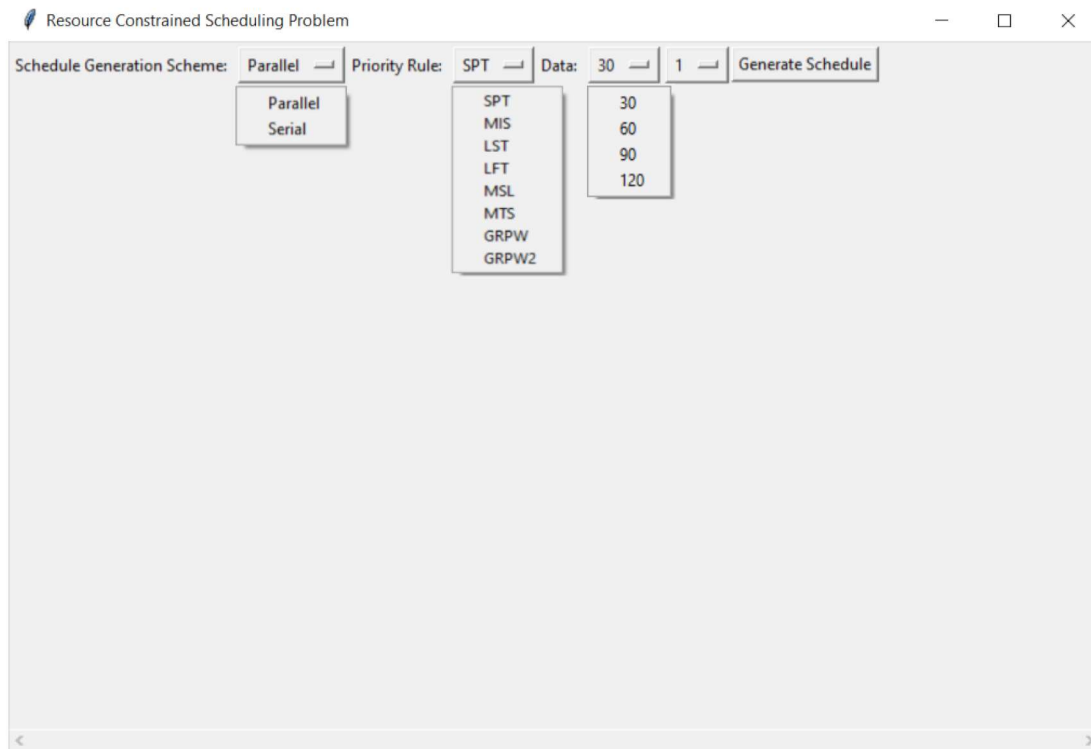 Resource Constrained Scheduling Problem
Schedule Generation Scheme: Parallel Priority Rule: SPT Data: 30 1 Generate Schedule
Parallel
Serial
SPT
MIS
LST
LFT
MSL
MTS
GRPW
GRPW2
30
60
90
120